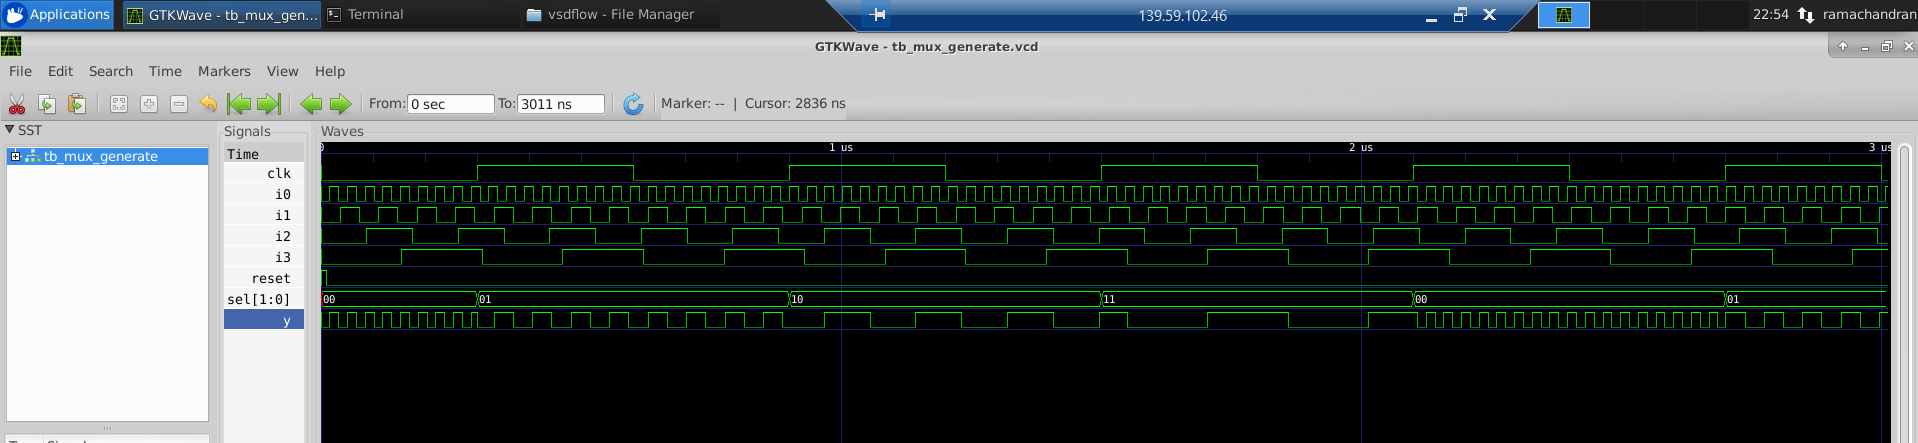 Applications GTKWave - tb_mux_gen... Terminal vsdflow - File Manager 139.59.102.46 22:54 ramachandran
GTKWave - tb_mux_generate.vcd
File Edit Search Time Markers View Help
From: 0 sec To: 3011 ns Marker: -- | Cursor: 2836 ns
SST
tb_mux_generate
Signals
Time
clk
i0
i1
i2
i3
reset
sel[1:0]
y
Waves
0 1 us 2 us 3 us
00 01 10 11 00 01